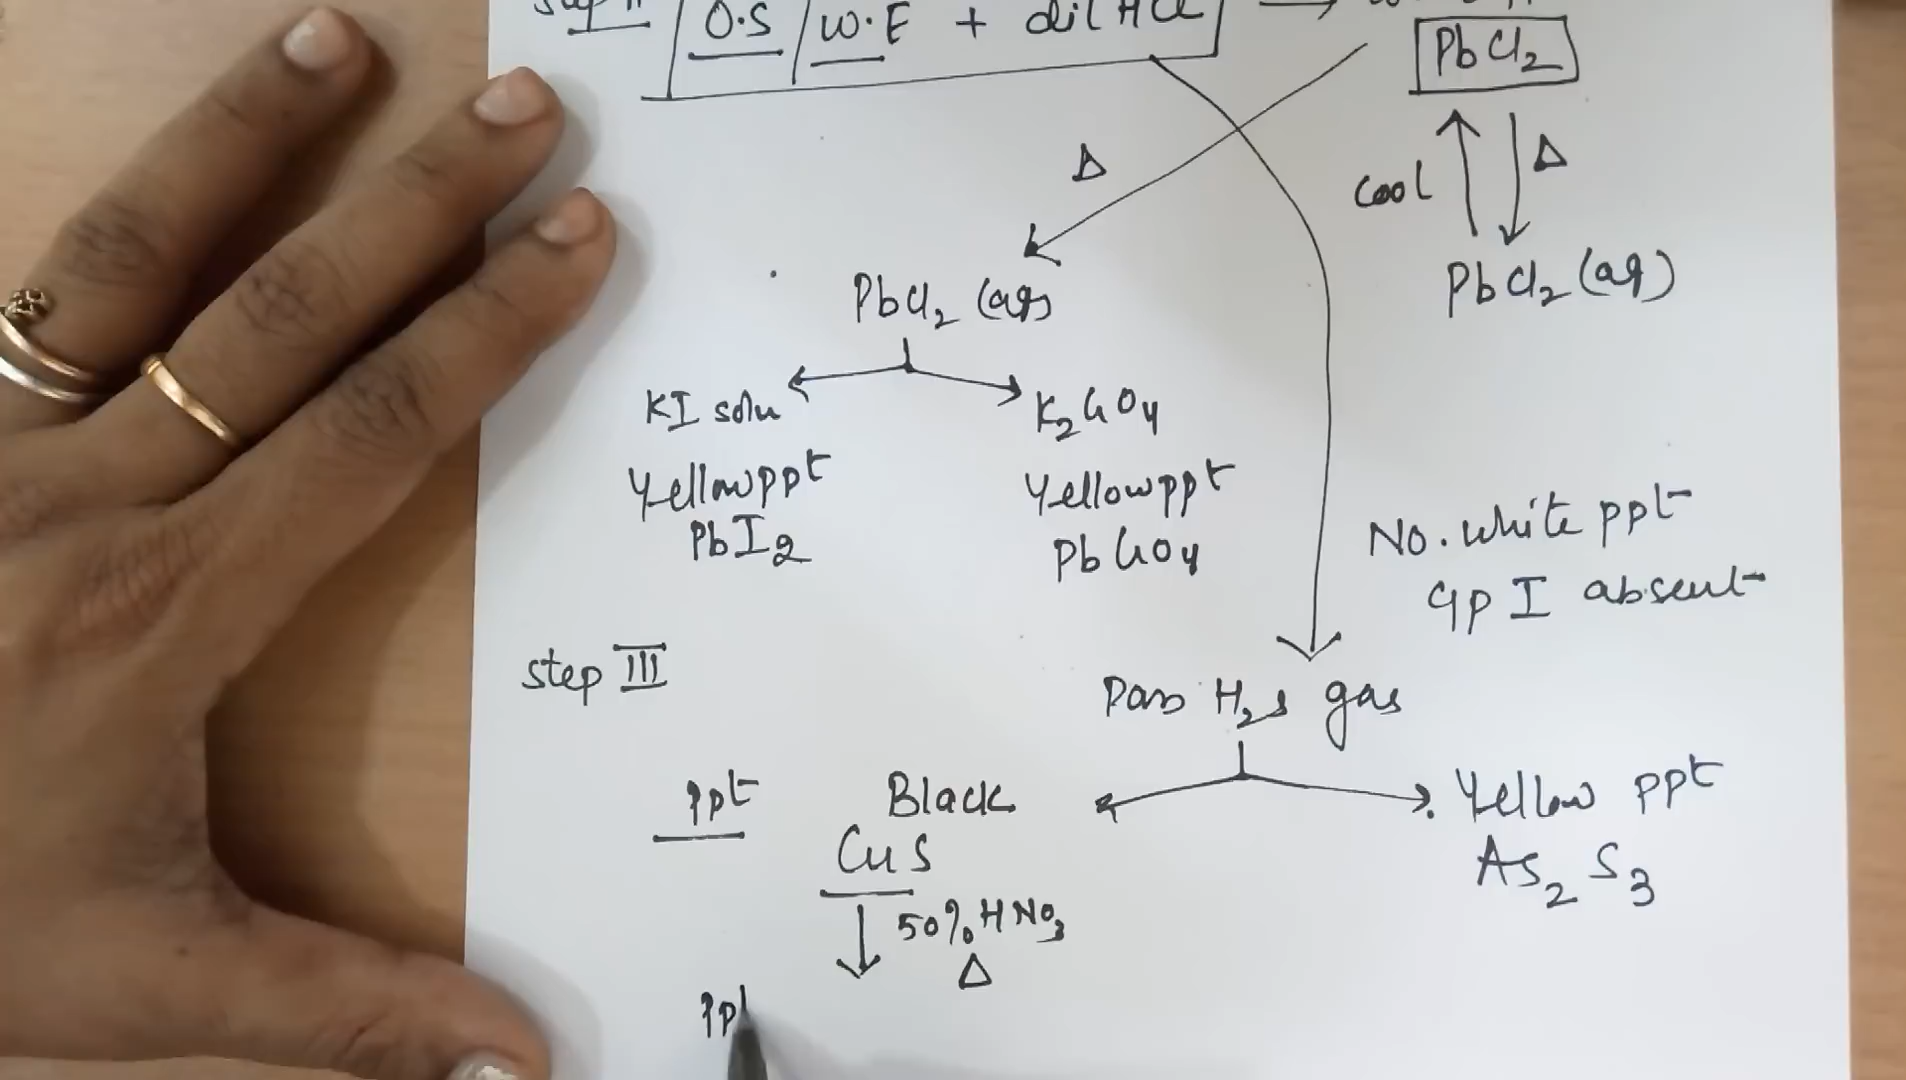 O.S / W.E + dil HCl →
PbCl2
Δ
Cool
Δ
PbCl2 (aq)
PbCl2 (aq)
KI soln
K2CrO4
Yellow ppt
Yellow ppt
PbI2
PbCrO4
No. white ppt
Gp I absent
Step III
Pass H2S gas
ppt
Black
Yellow ppt
CuS
As2S3
50% HNO3
Δ
ppt